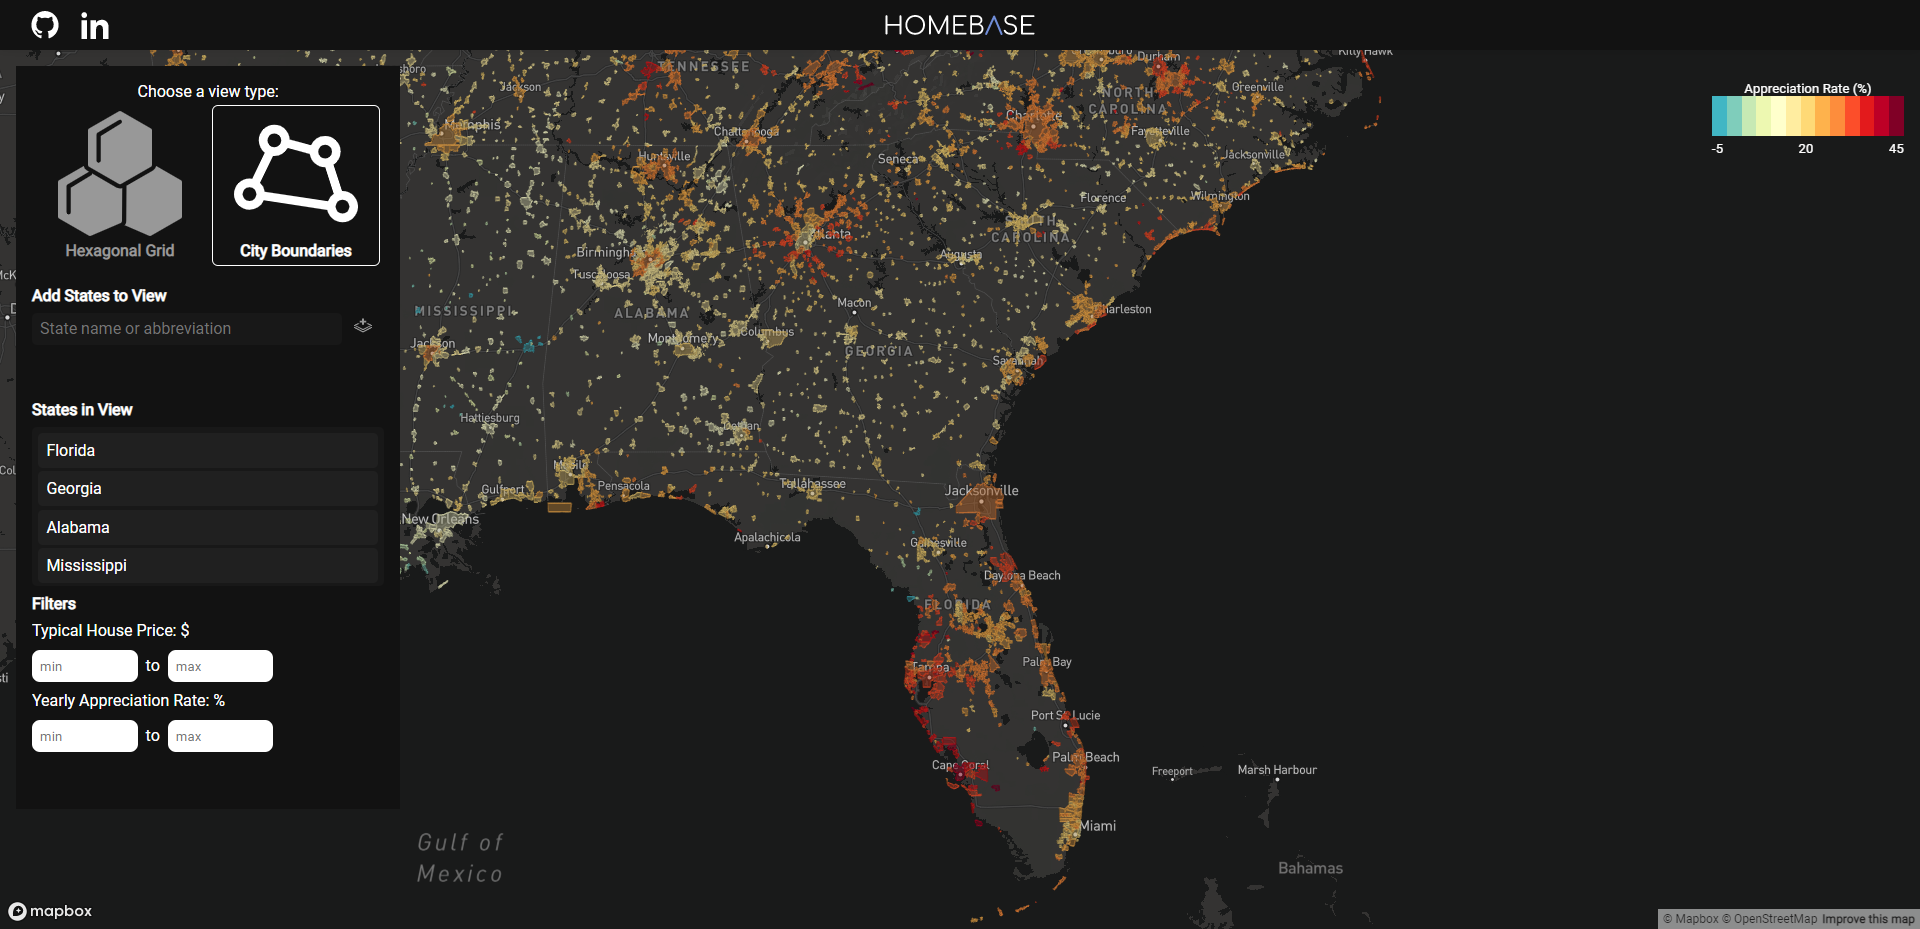 HOMEBASE
Choose a view type:
Hexagonal Grid
City Boundaries
Add States to View
State name or abbreviation
States in View
Florida
Georgia
Alabama
Mississippi
Filters
Typical House Price: $
min to max
Yearly Appreciation Rate: %
min to max
Appreciation Rate (%)
-5 20 45
Kitty Hawk
TENNESSEE
Durham
Jackson
Greenville
NORTH
CAROLINA
Memphis
Charlotte
Chattanooga
Fayetteville
Huntsville
Seneca
Jacksonville
Florence
Wilmington
SOUTH
CAROLINA
Atlanta
Birmingha
Augusta
Tuscaloosa
Macon
MISSISSIPPI
ALABAMA
Charleston
Columbus
Montgomery
Jackson
GEORGIA
Savannah
Hattiesburg
Dothan
Mobile
Gulfport
Pensacola
Tallahassee
Jacksonville
New Orleans
Apalachicola
Gainesville
Daytona Beach
FLORIDA
Tampa
Palm Bay
Port St. Lucie
Palm Beach
Cape Coral
Freeport
Marsh Harbour
Miami
Gulf of
Mexico
Bahamas
mapbox
© Mapbox © OpenStreetMap Improve this map